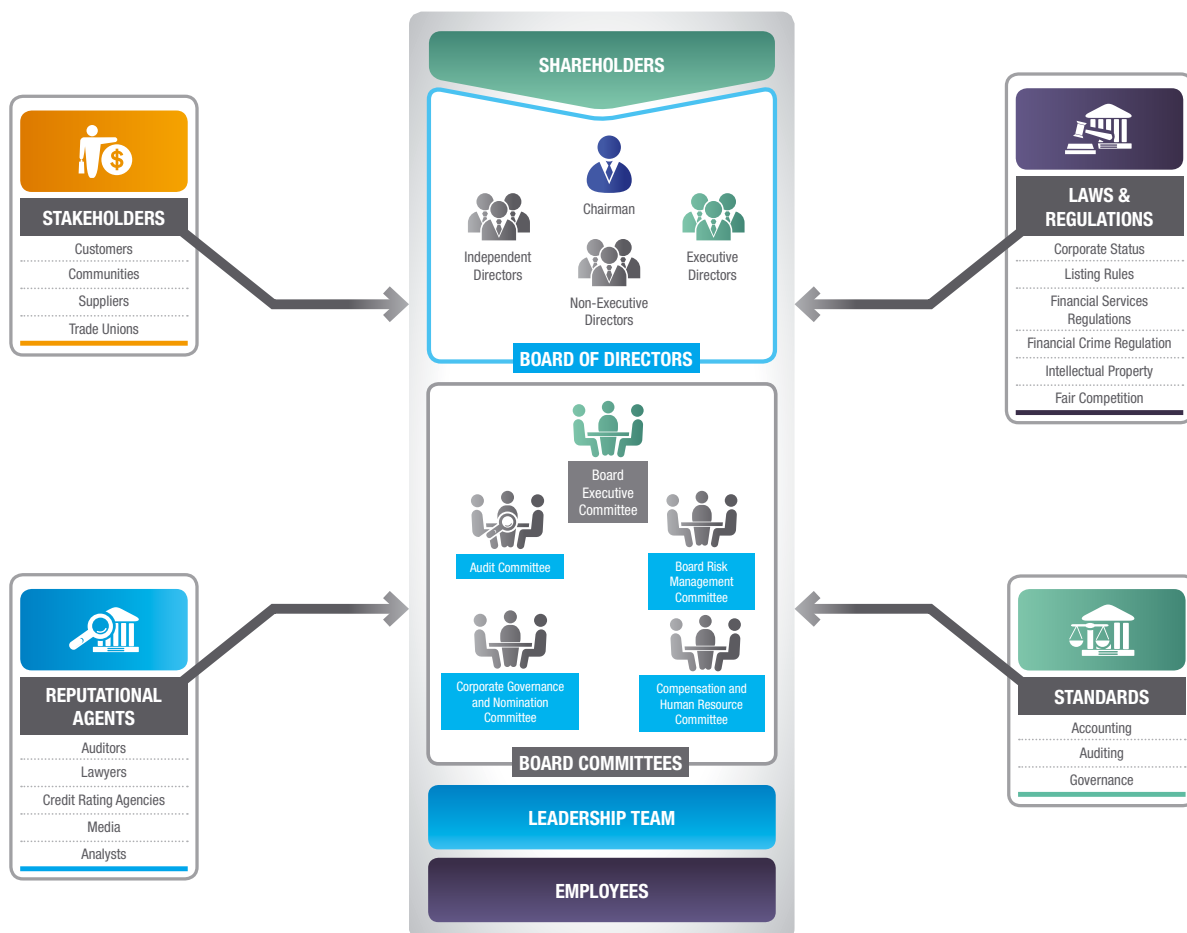 SHAREHOLDERS
Chairman
Independent
Directors
Non-Executive
Directors
Executive
Directors
BOARD OF DIRECTORS
Board
Executive
Committee
Audit Committee
Board Risk
Management
Committee
Corporate Governance
and Nomination
Committee
Compensation and
Human Resource
Committee
BOARD COMMITTEES
LEADERSHIP TEAM
EMPLOYEES
$
STAKEHOLDERS
Customers
Communities
Suppliers
Trade Unions
REPUTATIONAL
AGENTS
Auditors
Lawyers
Credit Rating Agencies
Media
Analysts
LAWS &
REGULATIONS
Corporate Status
Listing Rules
Financial Services
Regulations
Financial Crime Regulation
Intellectual Property
Fair Competition
STANDARDS
Accounting
Auditing
Governance